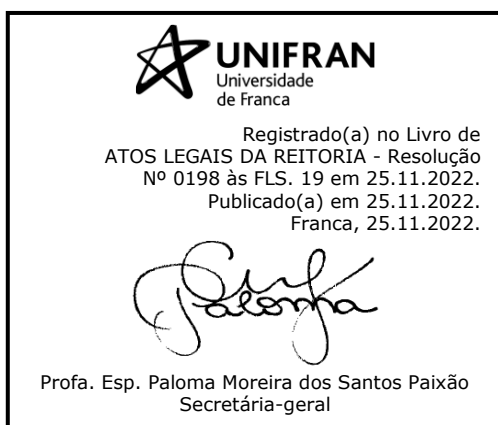 UNIFRAN
Universidade
de Franca
Registrado(a) no Livro de
ATOS LEGAIS DA REITORIA - Resolução
Nº 0198 às FLS. 19 em 25.11.2022.
Publicado(a) em 25.11.2022.
Franca, 25.11.2022.
Paloma
Profa. Esp. Paloma Moreira dos Santos Paixão
Secretária-geral